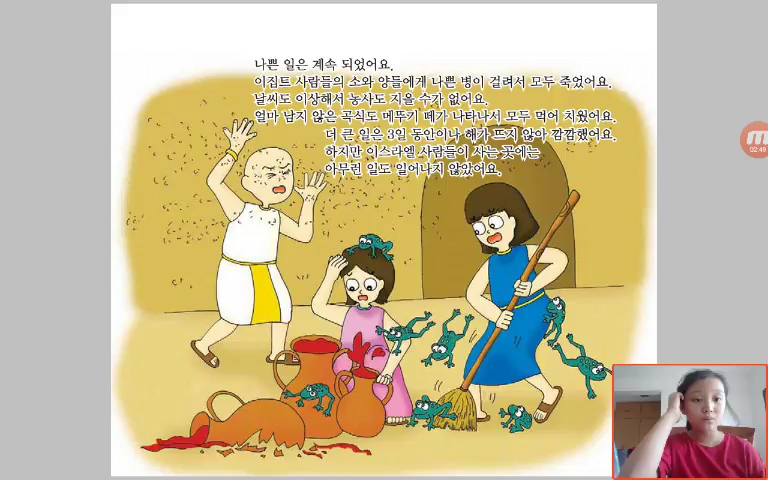 나쁜 일은 계속 되었어요.
이집트 사람들의 소와 양들에게 나쁜 병이 걸려서 모두 죽었어요.
날씨도 이상해서 농사도 지을 수가 없어요.
얼마 남지 않은 곡식도 메뚜기 떼가 나타나서 모두 먹어 치웠어요.
더 큰 일은 3일 동안이나 해가 뜨지 않아 깜깜했어요.
하지만 이스라엘 사람들이 사는 곳에는
아무런 일도 일어나지 않았어요.
02:49